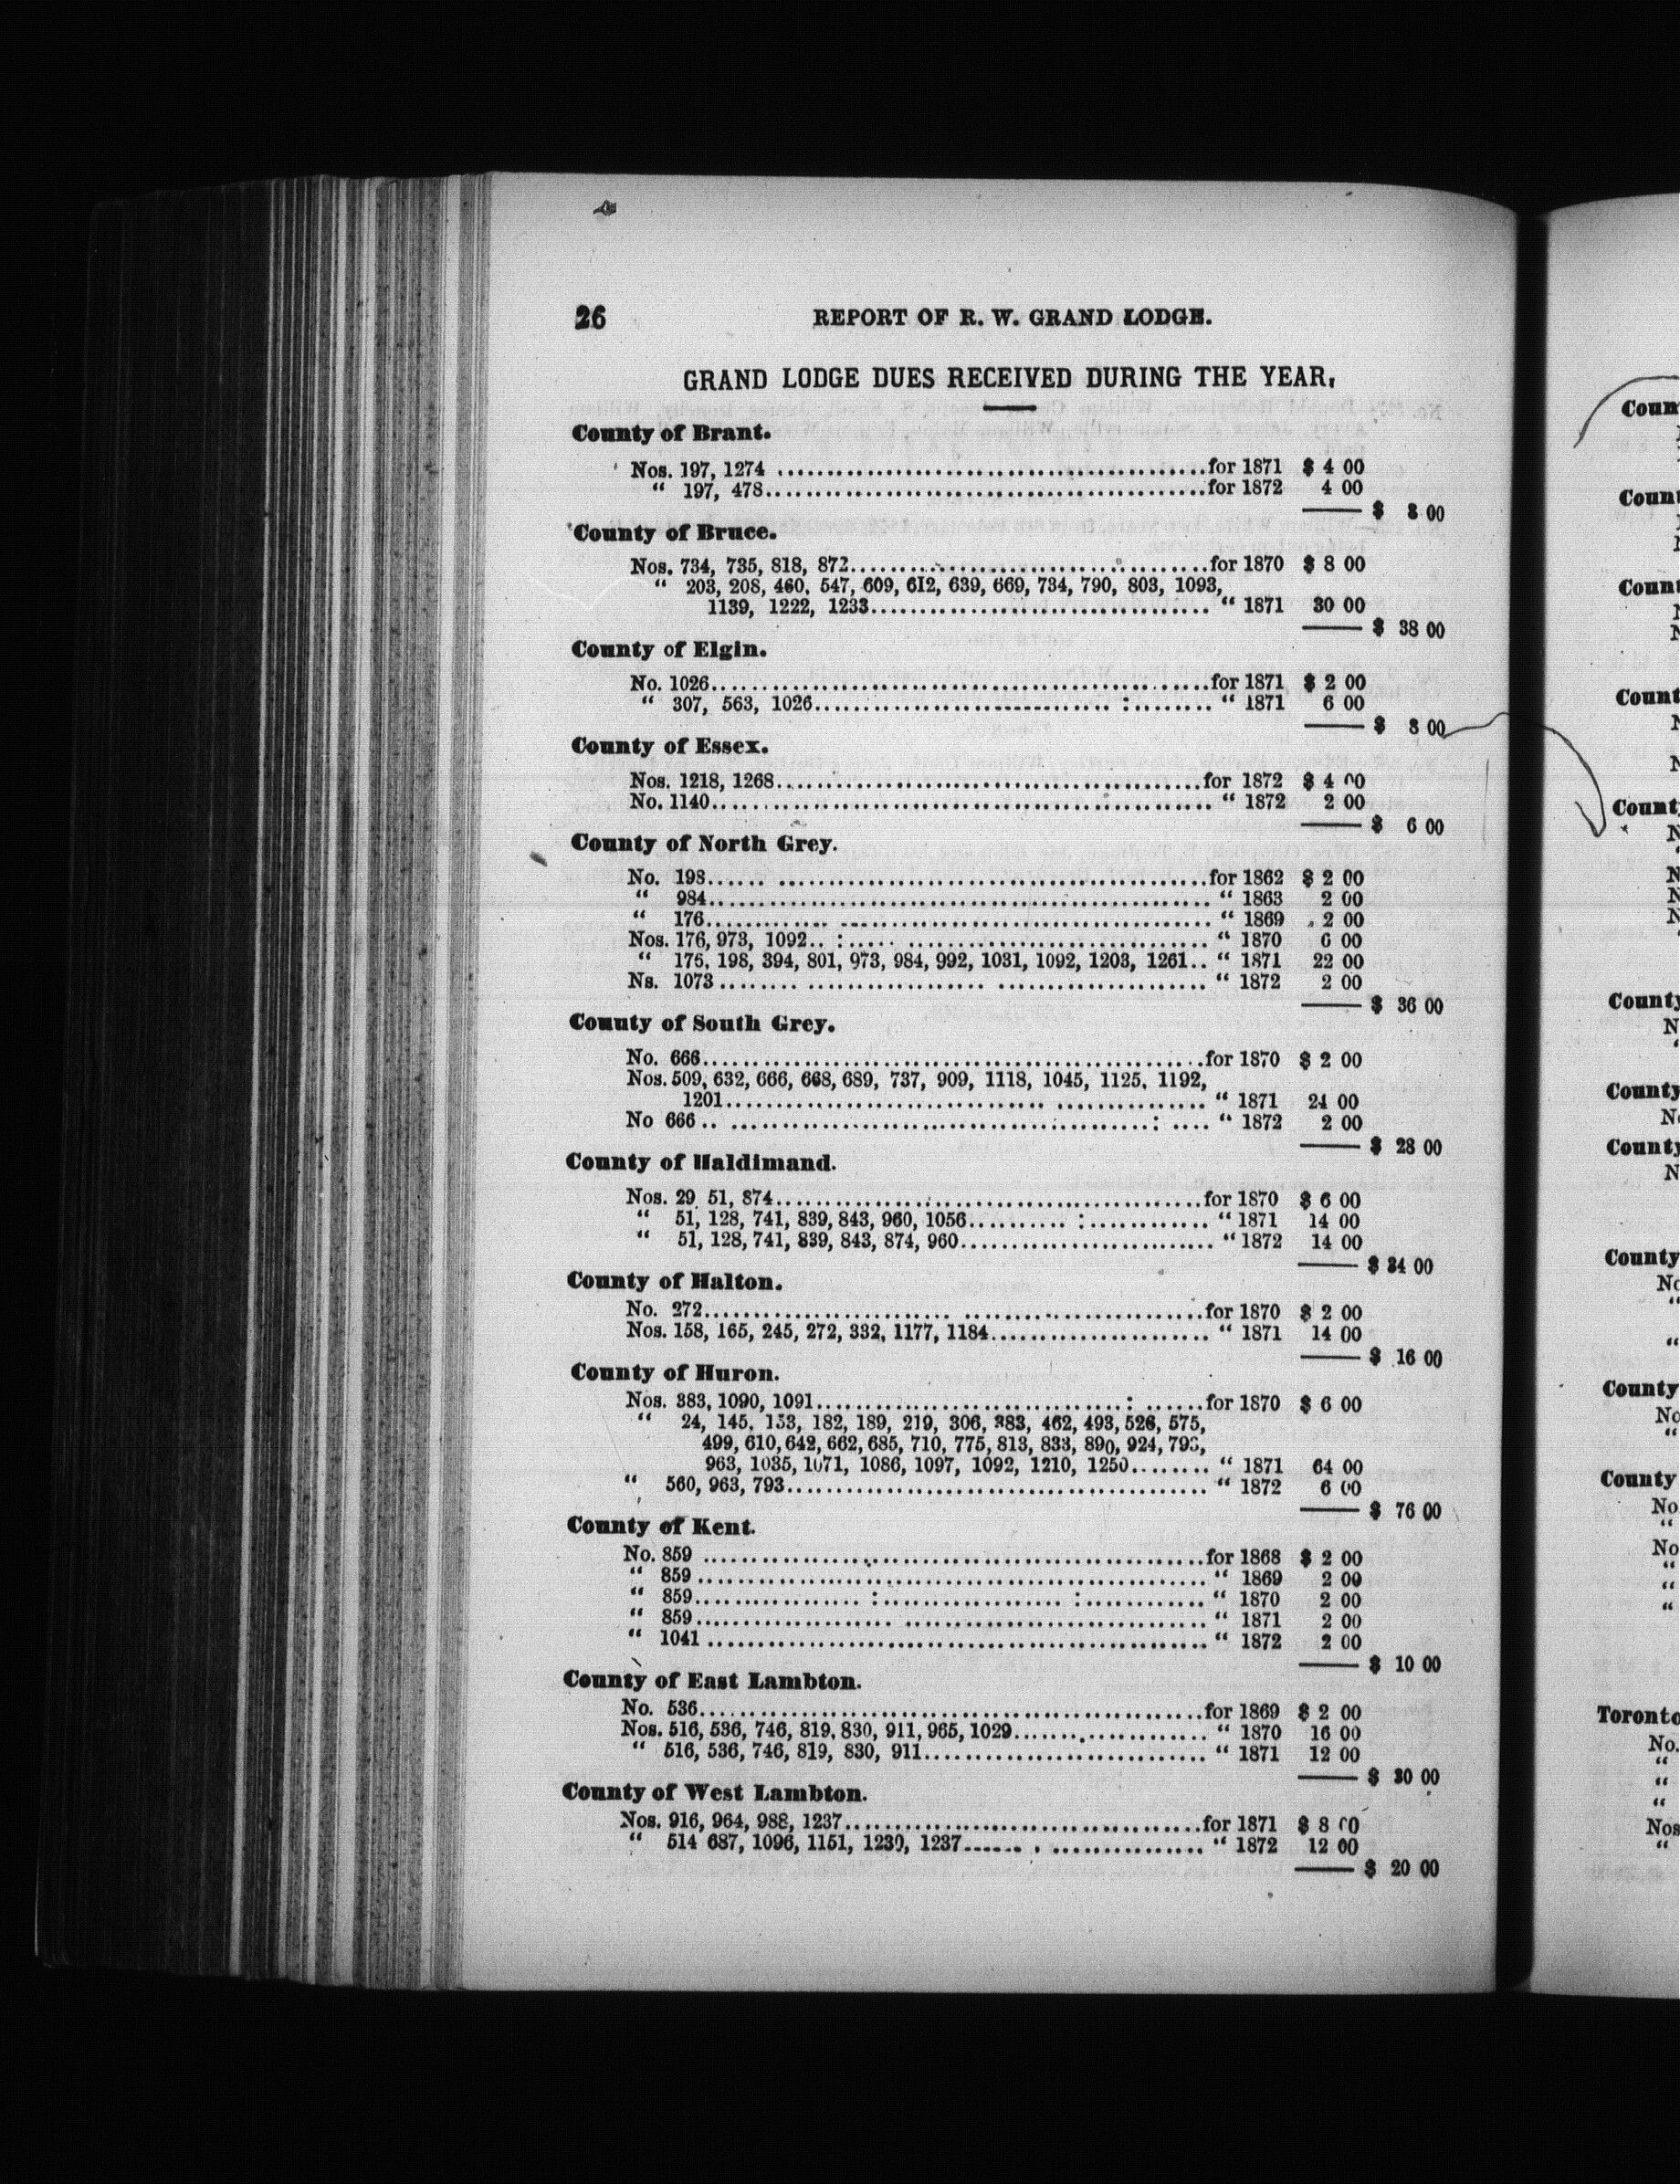 26 REPORT OF R. W. GRAND LODGE.
GRAND LODGE DUES RECEIVED DURING THE YEAR,
County of Brant.
Nos. 197, 1274 ........ for 1871 $ 4 00
“ 197, 478........ for 1872 4 00
$ 8 00
County of Bruce.
Nos. 734, 735, 818, 872........ for 1870 $ 8 00
“ 203, 208, 460, 547, 609, 612, 639, 669, 734, 790, 803, 1093,
1139, 1222, 1233........ “ 1871 30 00
$ 38 00
County of Elgin.
No. 1026........ for 1871 $ 2 00
“ 307, 563, 1026........ “ 1871 6 00
$ 8 00
County of Essex.
Nos. 1218, 1268........ for 1872 $ 4 00
No. 1140........ “ 1872 2 00
$ 6 00
County of North Grey.
No. 198........ for 1862 $ 2 00
“ 984........ “ 1863 2 00
“ 176........ “ 1869 2 00
Nos. 176, 973, 1092........ “ 1870 6 00
“ 176, 198, 394, 801, 973, 984, 992, 1031, 1092, 1203, 1261.. “ 1871 22 00
Ns. 1073........ “ 1872 2 00
$ 36 00
Couuty of South Grey.
No. 666........ for 1870 $ 2 00
Nos. 509, 632, 666, 668, 689, 737, 909, 1118, 1045, 1125, 1192,
1201........ “ 1871 24 00
No 666........ “ 1872 2 00
$ 28 00
County of Haldimand.
Nos. 29 51, 874........ for 1870 $ 6 00
“ 51, 128, 741, 839, 843, 960, 1056........ “ 1871 14 00
“ 51, 128, 741, 839, 843, 874, 960........ “ 1872 14 00
$ 34 00
County of Halton.
No. 272........ for 1870 $ 2 00
Nos. 158, 165, 245, 272, 332, 1177, 1184........ “ 1871 14 00
$ 16 00
County of Huron.
Nos. 383, 1090, 1091........ for 1870 $ 6 00
“ 24, 145, 153, 182, 189, 219, 306, 383, 462, 493, 526, 575,
499, 610, 642, 662, 685, 710, 775, 813, 833, 890, 924, 793,
963, 1035, 1071, 1086, 1097, 1092, 1210, 1250........ “ 1871 64 00
“ 560, 963, 793........ “ 1872 6 00
$ 76 00
County of Kent.
No. 859 ........ for 1868 $ 2 00
“ 859 ........ “ 1869 2 00
“ 859........ “ 1870 2 00
“ 859........ “ 1871 2 00
“ 1041 ........ “ 1872 2 00
$ 10 00
County of East Lambton.
No. 536........ for 1869 $ 2 00
Nos. 516, 536, 746, 819, 830, 911, 965, 1029........ “ 1870 16 00
“ 516, 536, 746, 819, 830, 911........ “ 1871 12 00
$ 30 00
County of West Lambton.
Nos. 916, 964, 988, 1237........ for 1871 $ 8 00
“ 514 687, 1096, 1151, 1230, 1237........ “ 1872 12 00
$ 20 00
County
County
County
County
County
County
County
Toronto
No.
Nos